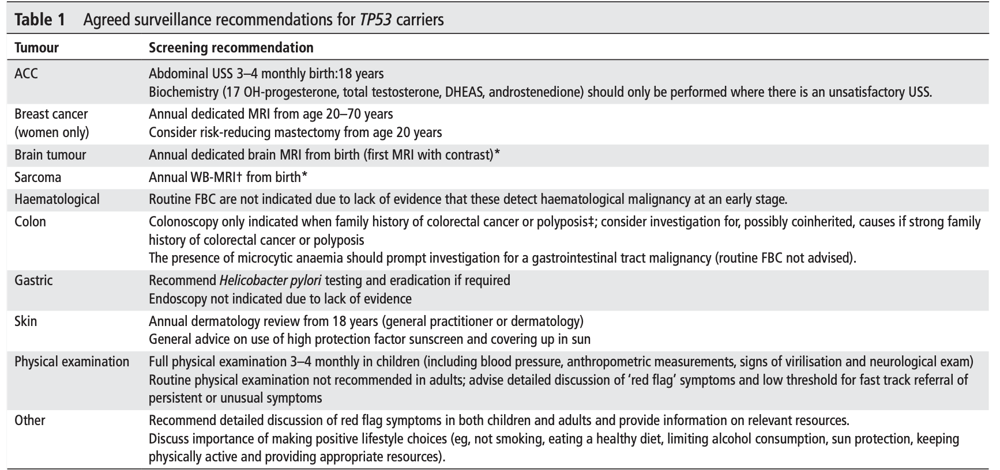 Table 1 Agreed surveillance recommendations for TP53 carriers
Tumour Screening recommendation
ACC Abdominal USS 3–4 monthly birth:18 years
Biochemistry (17 OH-progesterone, total testosterone, DHEAS, androstenedione) should only be performed where there is an unsatisfactory USS.
Breast cancer Annual dedicated MRI from age 20–70 years
(women only) Consider risk-reducing mastectomy from age 20 years
Brain tumour Annual dedicated brain MRI from birth (first MRI with contrast)*
Sarcoma Annual WB-MRI† from birth*
Haematological Routine FBC are not indicated due to lack of evidence that these detect haematological malignancy at an early stage.
Colon Colonoscopy only indicated when family history of colorectal cancer or polyposis‡; consider investigation for, possibly coinherited, causes if strong family
history of colorectal cancer or polyposis
The presence of microcytic anaemia should prompt investigation for a gastrointestinal tract malignancy (routine FBC not advised).
Gastric Recommend Helicobacter pylori testing and eradication if required
Endoscopy not indicated due to lack of evidence
Skin Annual dermatology review from 18 years (general practitioner or dermatology)
General advice on use of high protection factor sunscreen and covering up in sun
Physical examination Full physical examination 3–4 monthly in children (including blood pressure, anthropometric measurements, signs of virilisation and neurological exam)
Routine physical examination not recommended in adults; advise detailed discussion of ‘red flag’ symptoms and low threshold for fast track referral of
persistent or unusual symptoms
Other Recommend detailed discussion of red flag symptoms in both children and adults and provide information on relevant resources.
Discuss importance of making positive lifestyle choices (eg, not smoking, eating a healthy diet, limiting alcohol consumption, sun protection, keeping
physically active and providing appropriate resources).